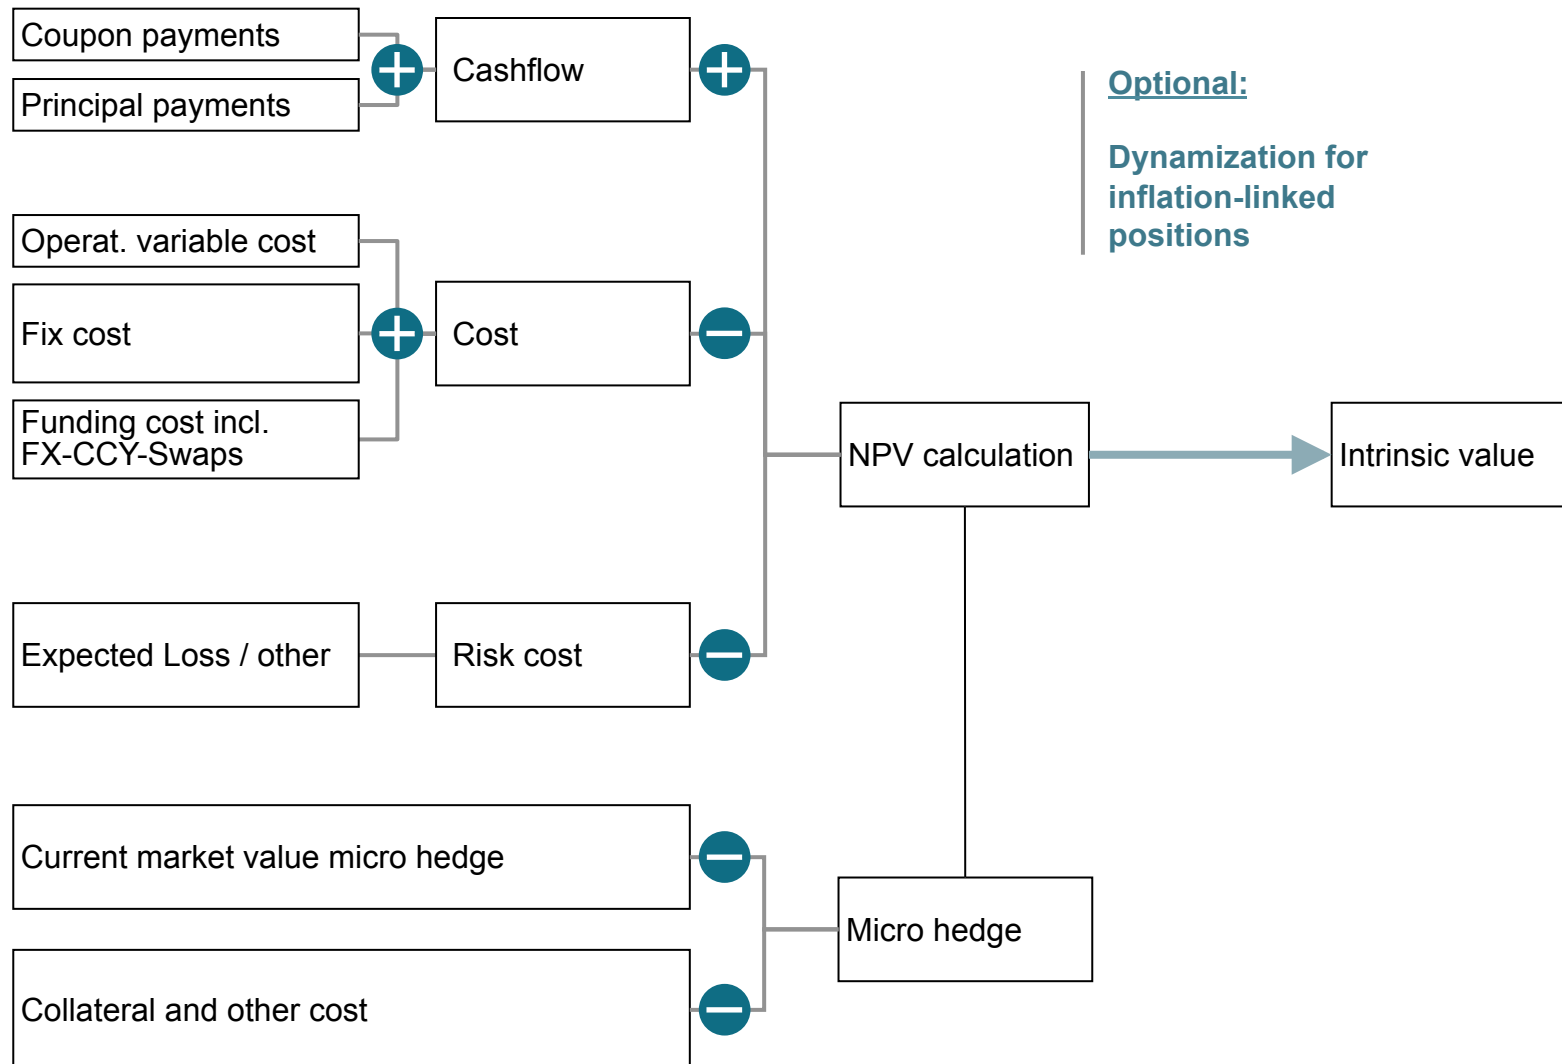 Coupon payments
Principal payments
Cashflow
Optional:
Dynamization for
inflation-linked
positions
Operat. variable cost
Fix cost
Funding cost incl.
FX-CCY-Swaps
Cost
NPV calculation
Intrinsic value
Expected Loss / other
Risk cost
Current market value micro hedge
Collateral and other cost
Micro hedge